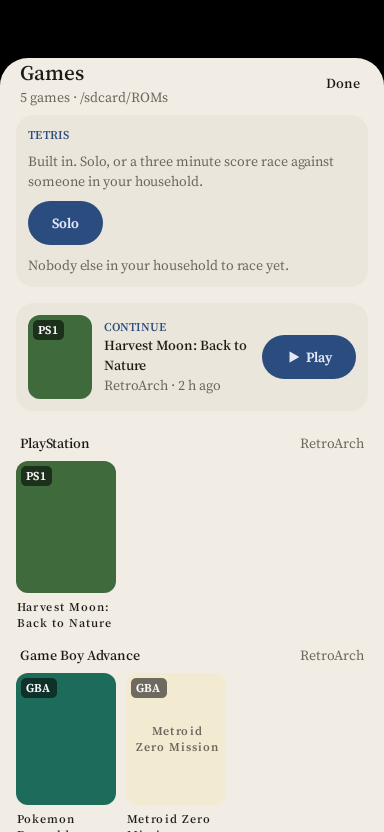 Games
5 games · /sdcard/ROMs
Done
TETRIS
Built in. Solo, or a three minute score race against
someone in your household.
Solo
Nobody else in your household to race yet.
PS1
CONTINUE
Harvest Moon: Back to
Nature
RetroArch · 2 h ago
▶ Play
PlayStation
RetroArch
PS1
Harvest Moon:
Back to Nature
Game Boy Advance
RetroArch
GBA
GBA
Metroid
Zero Mission
Pokemon
Metroid Zero